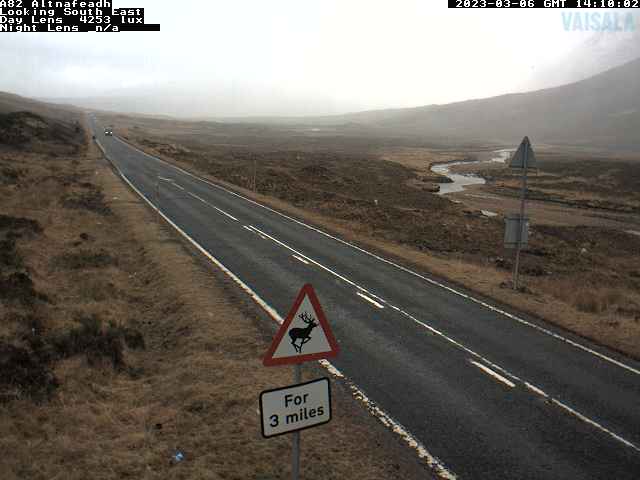 A82 Altnafeadh
Looking South East
Day Lens 4253 lux
Night Lens n/a
2023-03-06 GMT 14:10:02
VAISALA
For
3 miles